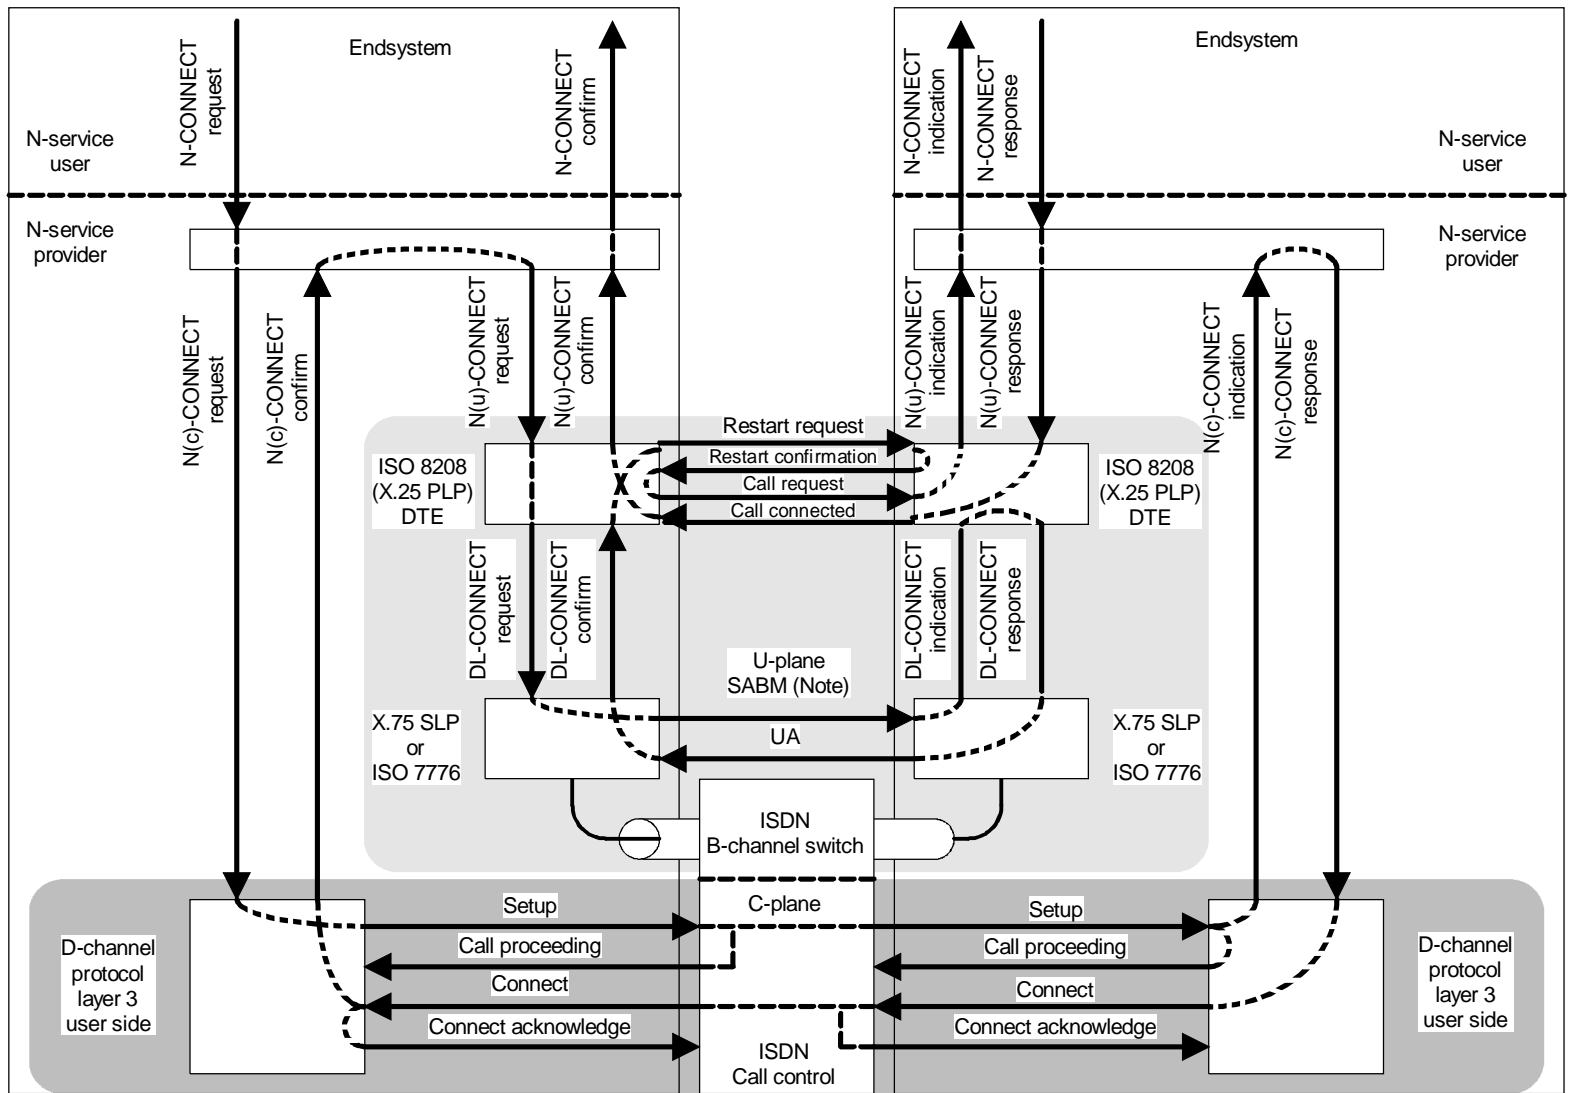 Endsystem
Endsystem
N-CONNECT
request
N-CONNECT
confirm
N-CONNECT
indication
N-CONNECT
response
N-service
user
N-service
user
N-service
provider
N-service
provider
N(c)-CONNECT
request
N(c)-CONNECT
confirm
N(u)-CONNECT
request
N(u)-CONNECT
confirm
N(u)-CONNECT
indication
N(u)-CONNECT
response
N(c)-CONNECT
indication
N(c)-CONNECT
response
Restart request
Restart confirmation
Call request
Call connected
ISO 8208
(X.25 PLP)
DTE
ISO 8208
(X.25 PLP)
DTE
DL-CONNECT
request
DL-CONNECT
confirm
DL-CONNECT
indication
DL-CONNECT
response
U-plane
SABM (Note)
UA
X.75 SLP
or
ISO 7776
X.75 SLP
or
ISO 7776
ISDN
B-channel switch
C-plane
Setup
Call proceeding
Connect
Connect acknowledge
Setup
Call proceeding
Connect
Connect acknowledge
D-channel
protocol
layer 3
user side
D-channel
protocol
layer 3
user side
ISDN
Call control